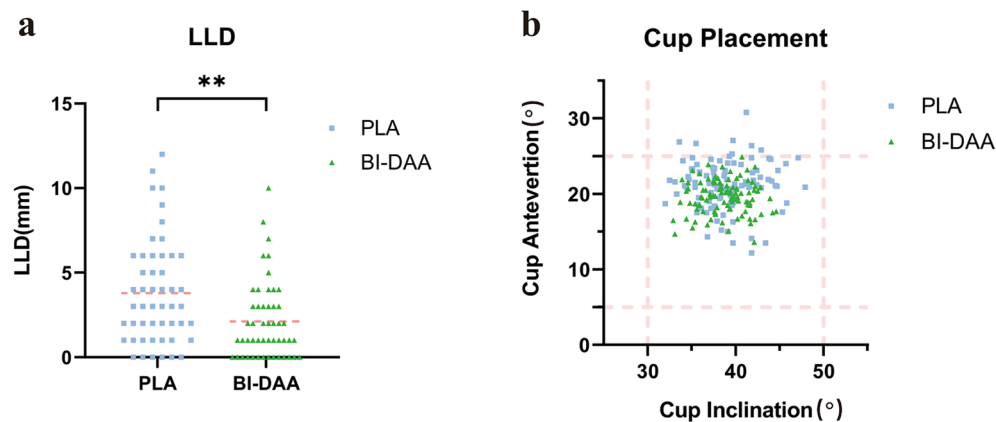 a
LLD
**
15
10
5
0
LLD(mm)
PLA
BI-DAA
PLA
BI-DAA
b
Cup Placement
30
20
10
0
Cup Antevertion(°)
30
40
50
Cup Inclination(°)
PLA
BI-DAA